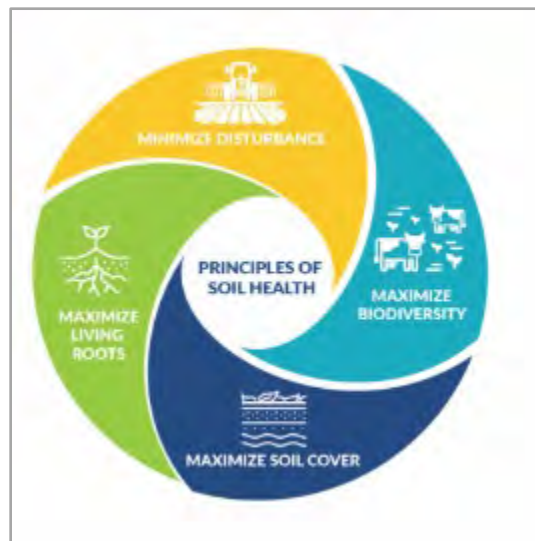 MINIMIZE DISTURBANCE
PRINCIPLES OF
SOIL HEALTH
MAXIMIZE
BIODIVERSITY
MAXIMIZE
LIVING
ROOTS
MAXIMIZE SOIL COVER